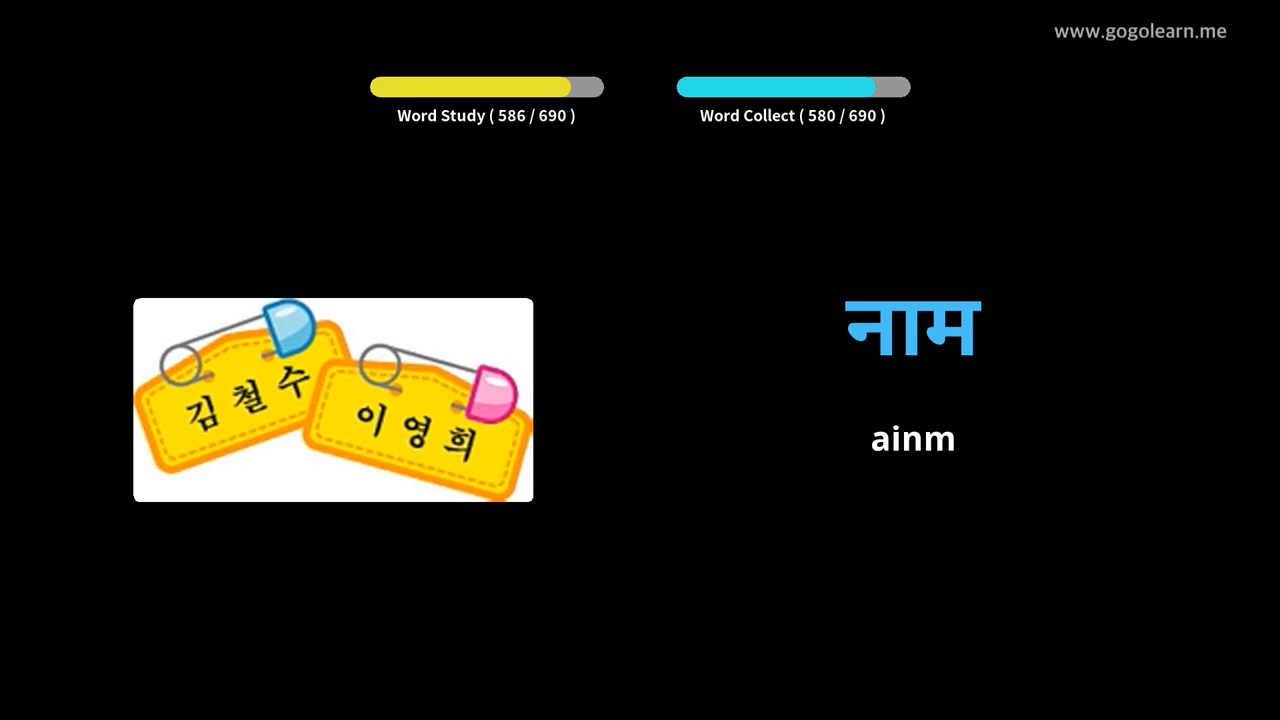 www.gogolearn.me
Word Study ( 586 / 690 )
Word Collect ( 580 / 690 )
김철수
이영희
नाम
ainm